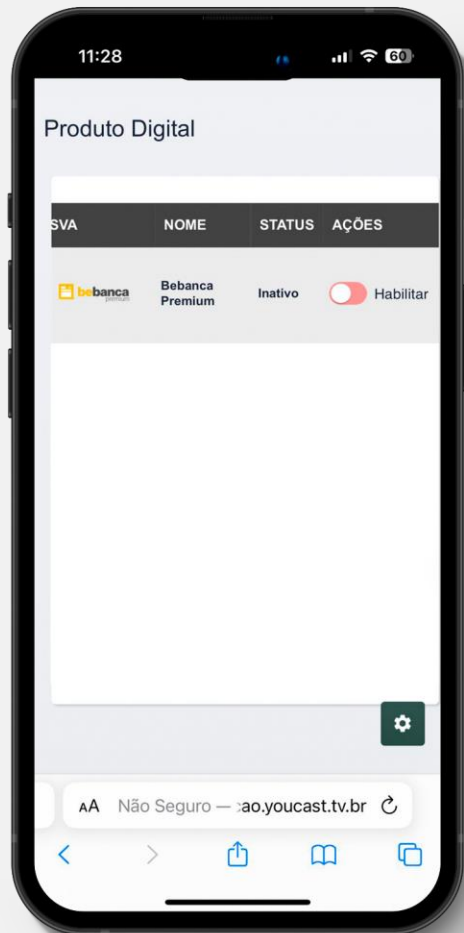 11:28
60
Produto Digital
SVA NOME STATUS AÇÕES
bebanca
premium
Bebanca
Premium
Inativo
Habilitar
AA Não Seguro — ao.youcast.tv.br